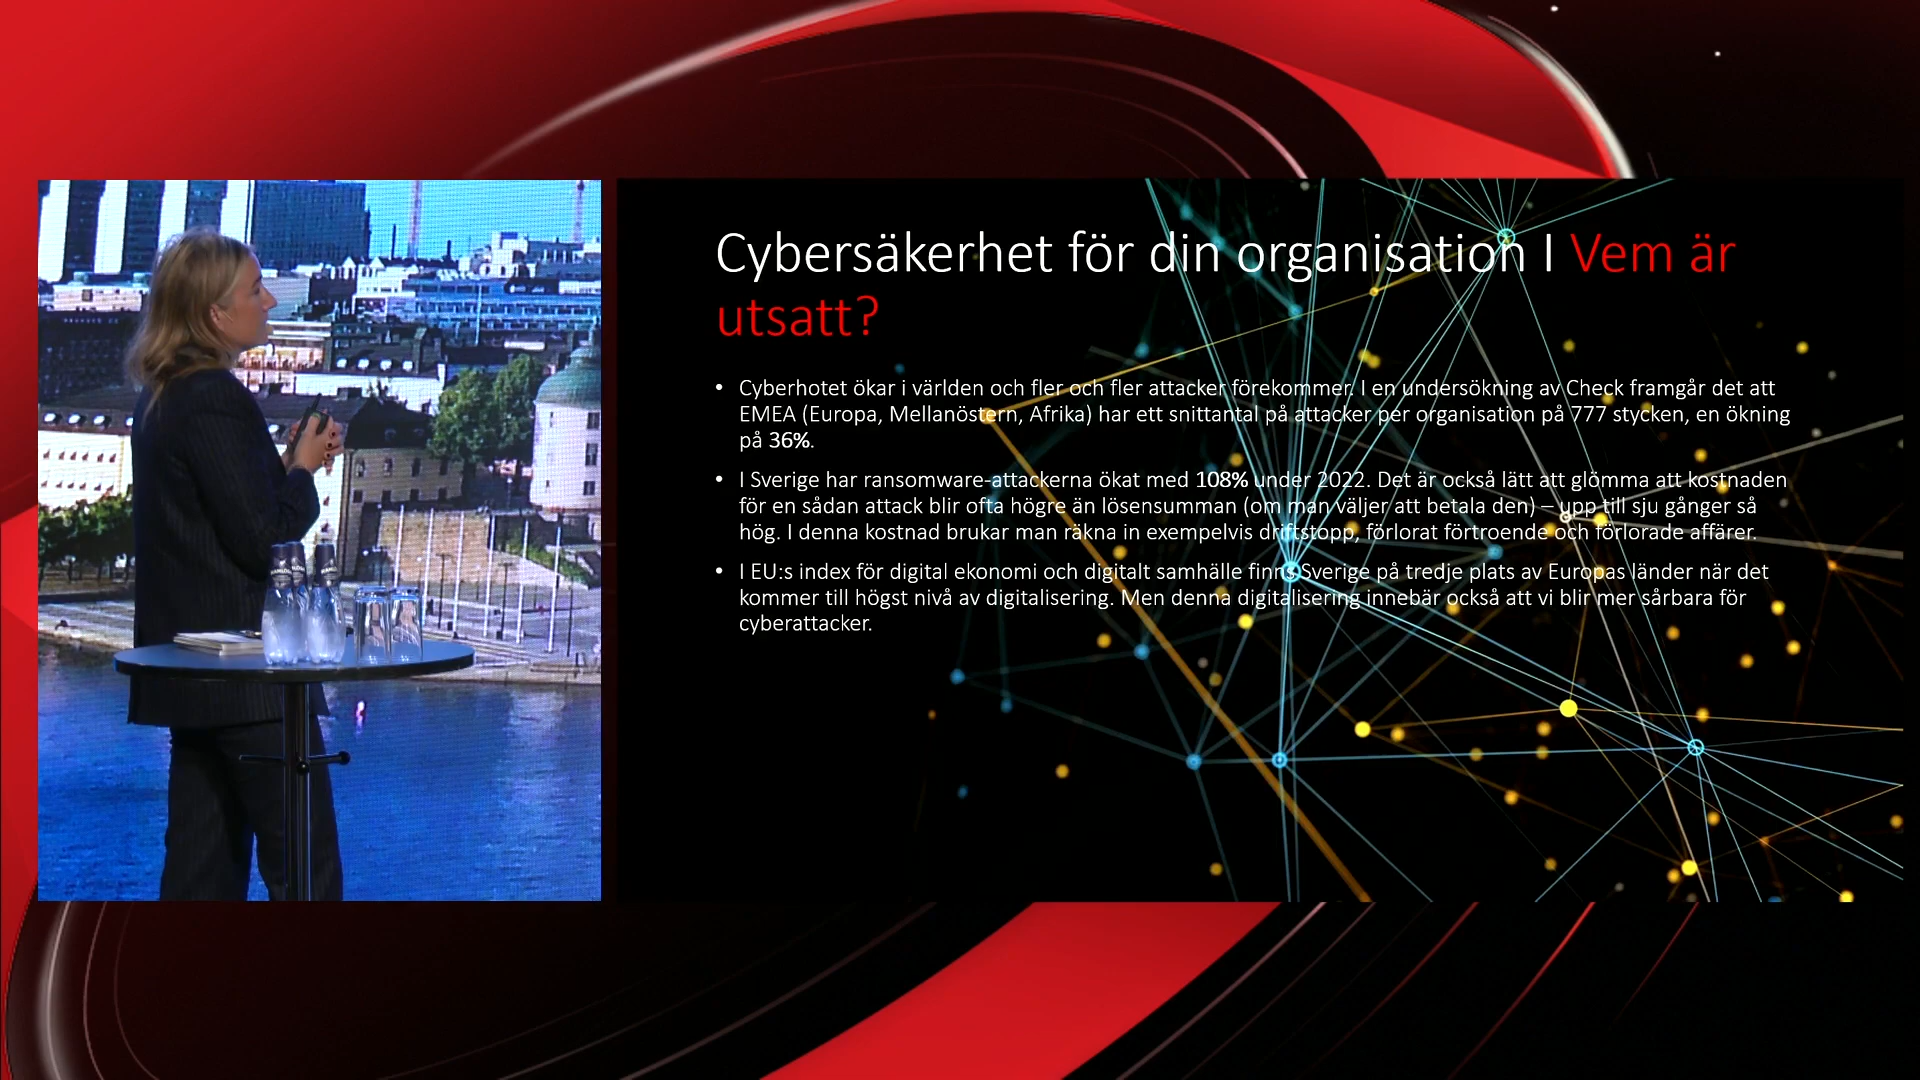 Cybersäkerhet för din organisation I Vem är
utsatt?
• Cyberhotet ökar i världen och fler och fler attacker förekommer. I en undersökning av Check framgår det att
EMEA (Europa, Mellanöstern, Afrika) har ett snittantal på attacker per organisation på 777 stycken, en ökning
på 36%.
• I Sverige har ransomware-attackerna ökat med 108% under 2022. Det är också lätt att glömma att kostnaden
för en sådan attack blir ofta högre än lösensumman (om man väljer att betala den) – upp till sju gånger så
hög. I denna kostnad brukar man räkna in exempelvis driftstopp, förlorat förtroende och förlorade affärer.
• I EU:s index för digital ekonomi och digitalt samhälle finns Sverige på tredje plats av Europas länder när det
kommer till högst nivå av digitalisering. Men denna digitalisering innebär också att vi blir mer sårbara för
cyberattacker.